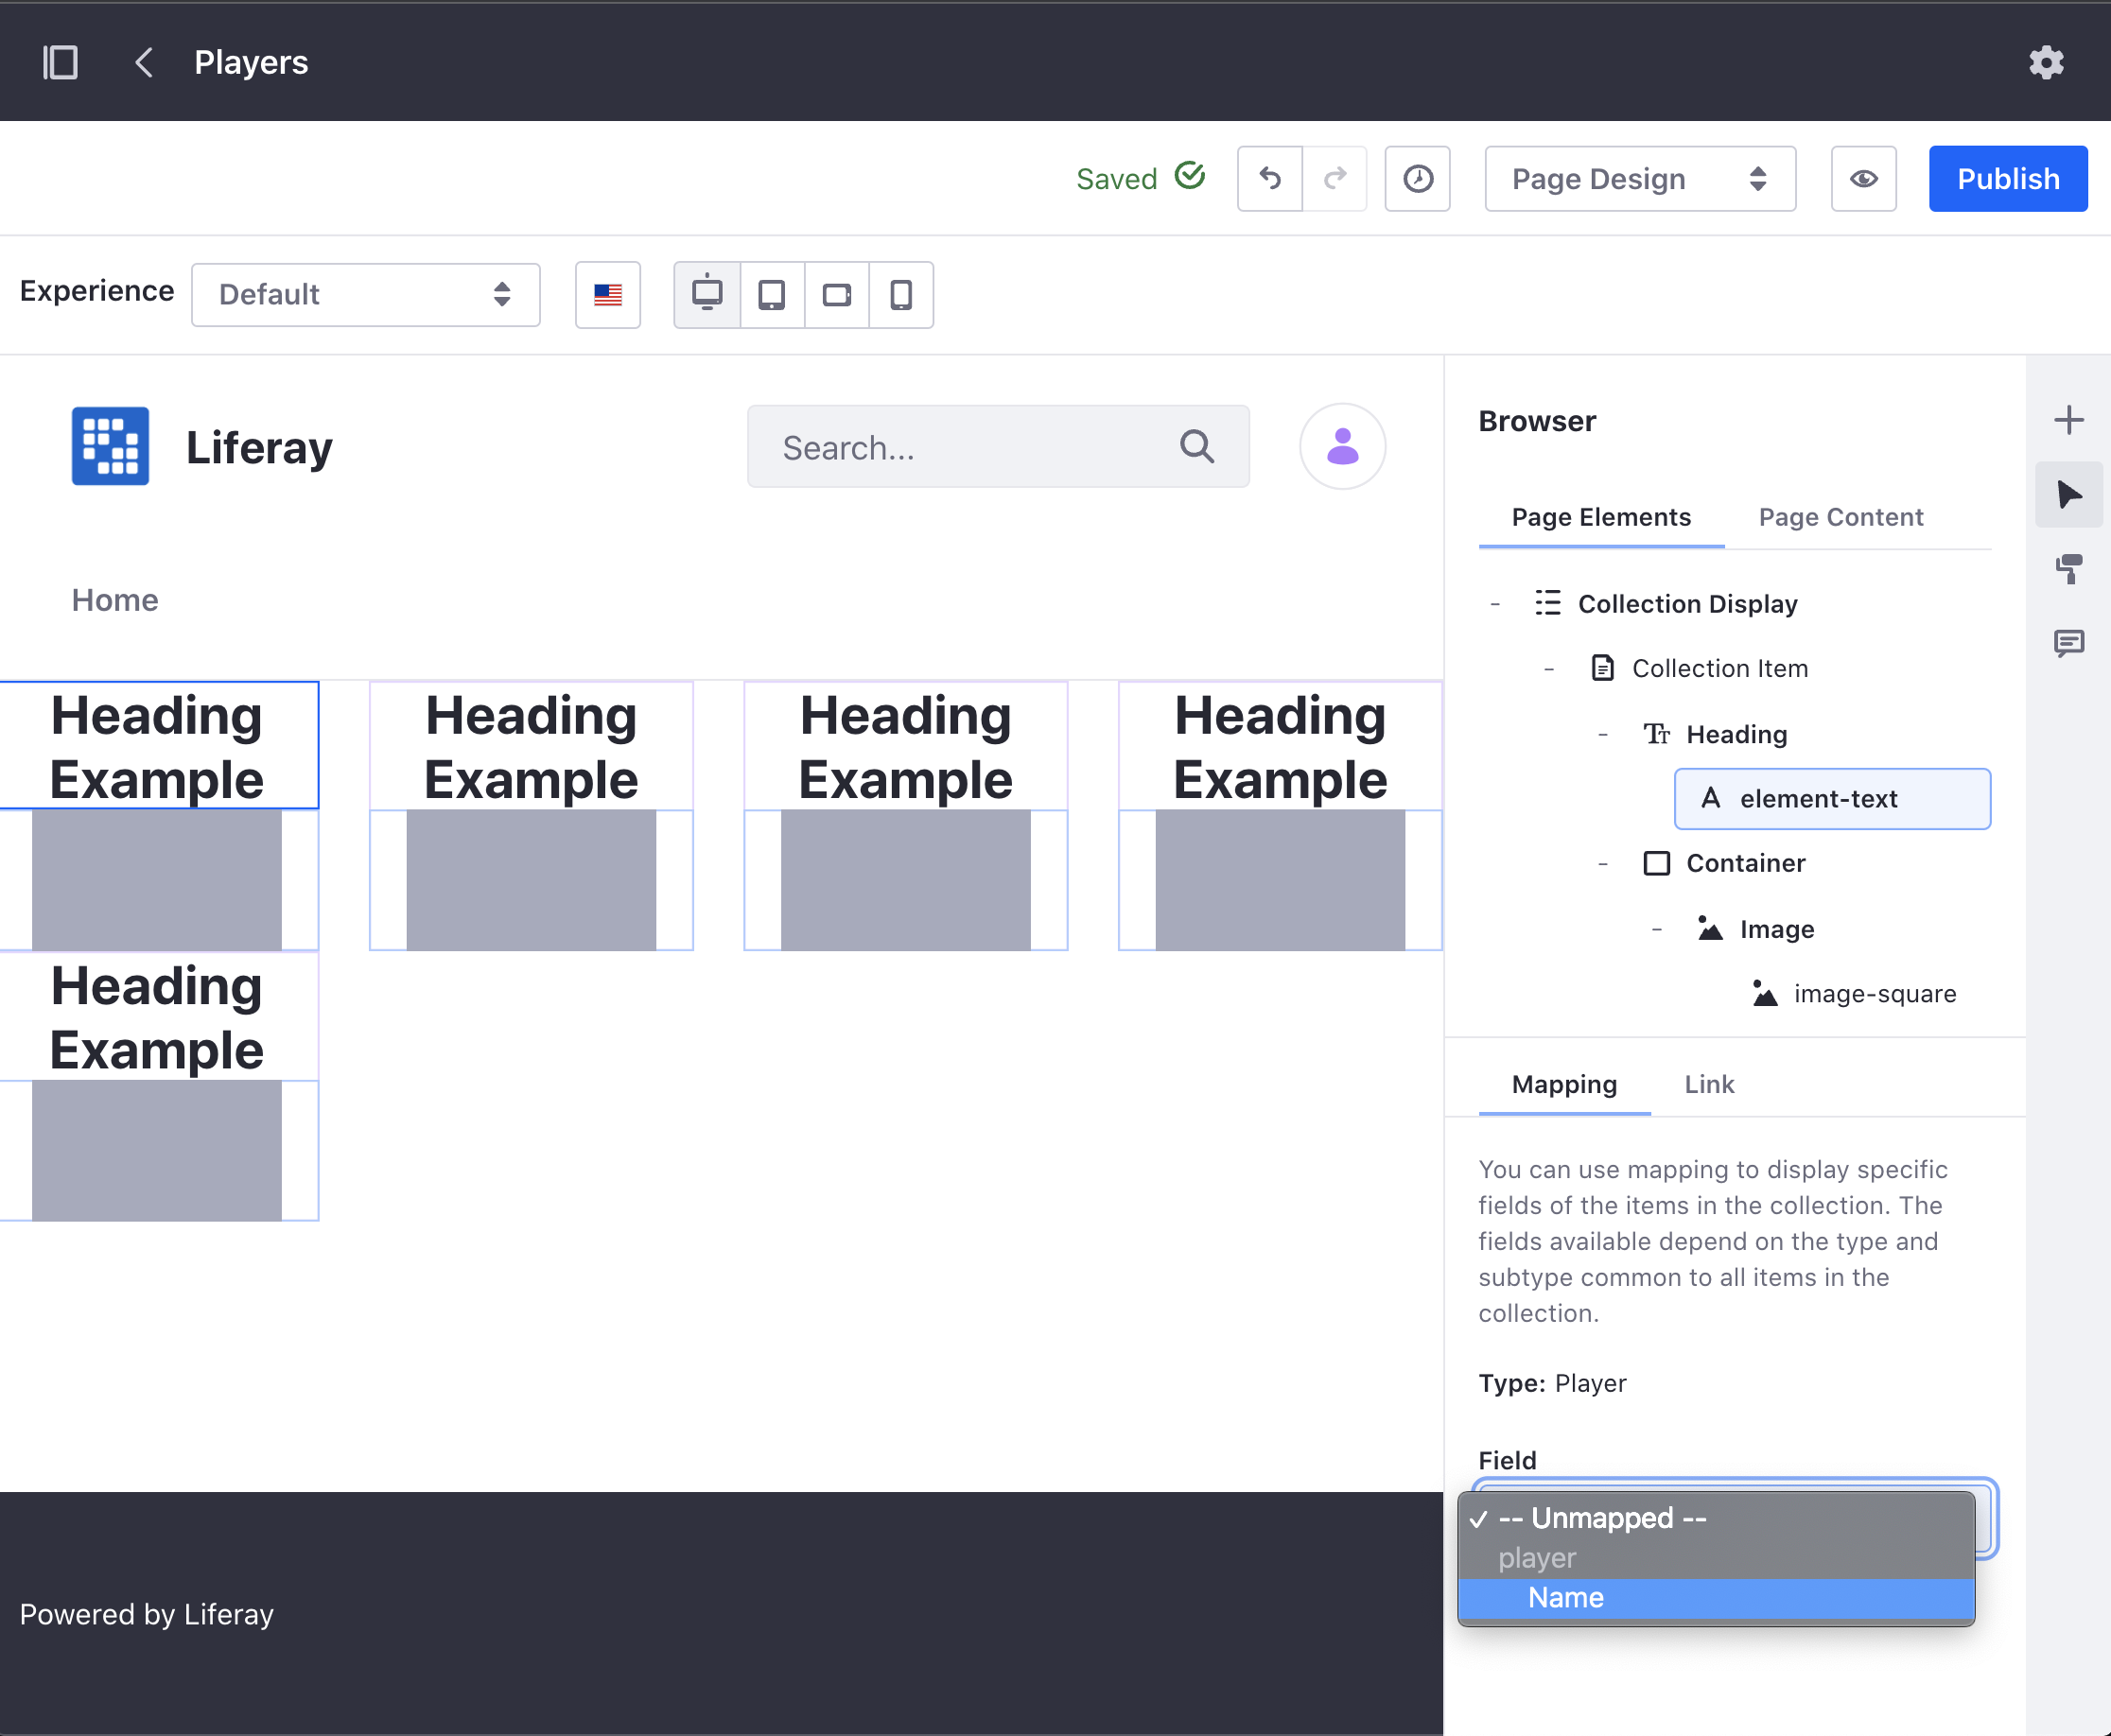 Players
Saved
Page Design
Publish
Experience
Default
Liferay
Search...
Home
Heading
Example
Heading
Example
Heading
Example
Heading
Example
Heading
Example
Powered by Liferay
Browser
Page Elements
Page Content
- Collection Display
- Collection Item
- Heading
element-text
- Container
- Image
image-square
Mapping
Link
You can use mapping to display specific
fields of the items in the collection. The
fields available depend on the type and
subtype common to all items in the
collection.
Type: Player
Field
✓ -- Unmapped --
player
Name